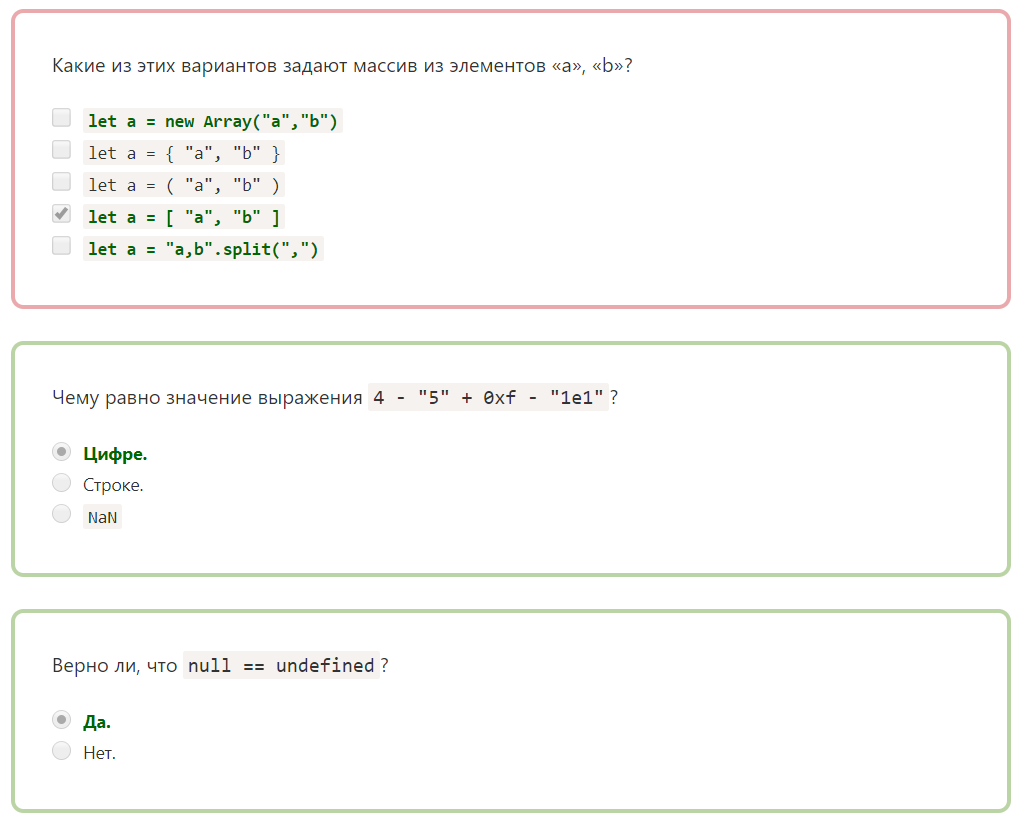 Какие из этих вариантов задают массив из элементов «a», «b»?
let a = new Array("a","b")
let a = { "a", "b" }
let a = ( "a", "b" )
let a = [ "a", "b" ]
let a = "a,b".split(",")
Чему равно значение выражения 4 - "5" + 0xf - "1e1"?
Цифре.
Строке.
NaN
Верно ли, что null == undefined?
Да.
Нет.